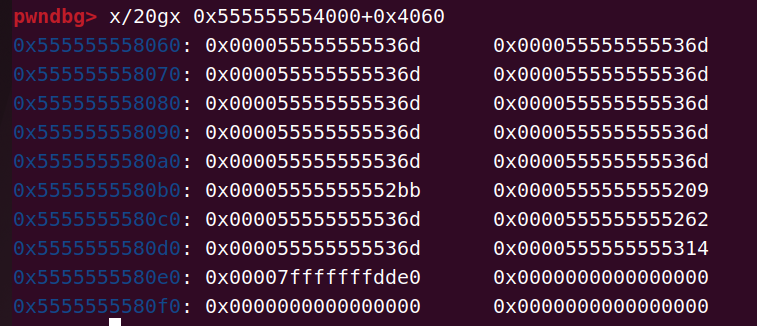 pwndbg> x/20gx 0x555555554000+0x4060
0x555555558060: 0x000055555555536d 0x000055555555536d
0x555555558070: 0x000055555555536d 0x000055555555536d
0x555555558080: 0x000055555555536d 0x000055555555536d
0x555555558090: 0x000055555555536d 0x000055555555536d
0x5555555580a0: 0x000055555555536d 0x000055555555536d
0x5555555580b0: 0x00005555555552bb 0x0000555555555209
0x5555555580c0: 0x000055555555536d 0x0000555555555262
0x5555555580d0: 0x000055555555536d 0x0000555555555314
0x5555555580e0: 0x00007fffffffdde0 0x0000000000000000
0x5555555580f0: 0x0000000000000000 0x0000000000000000